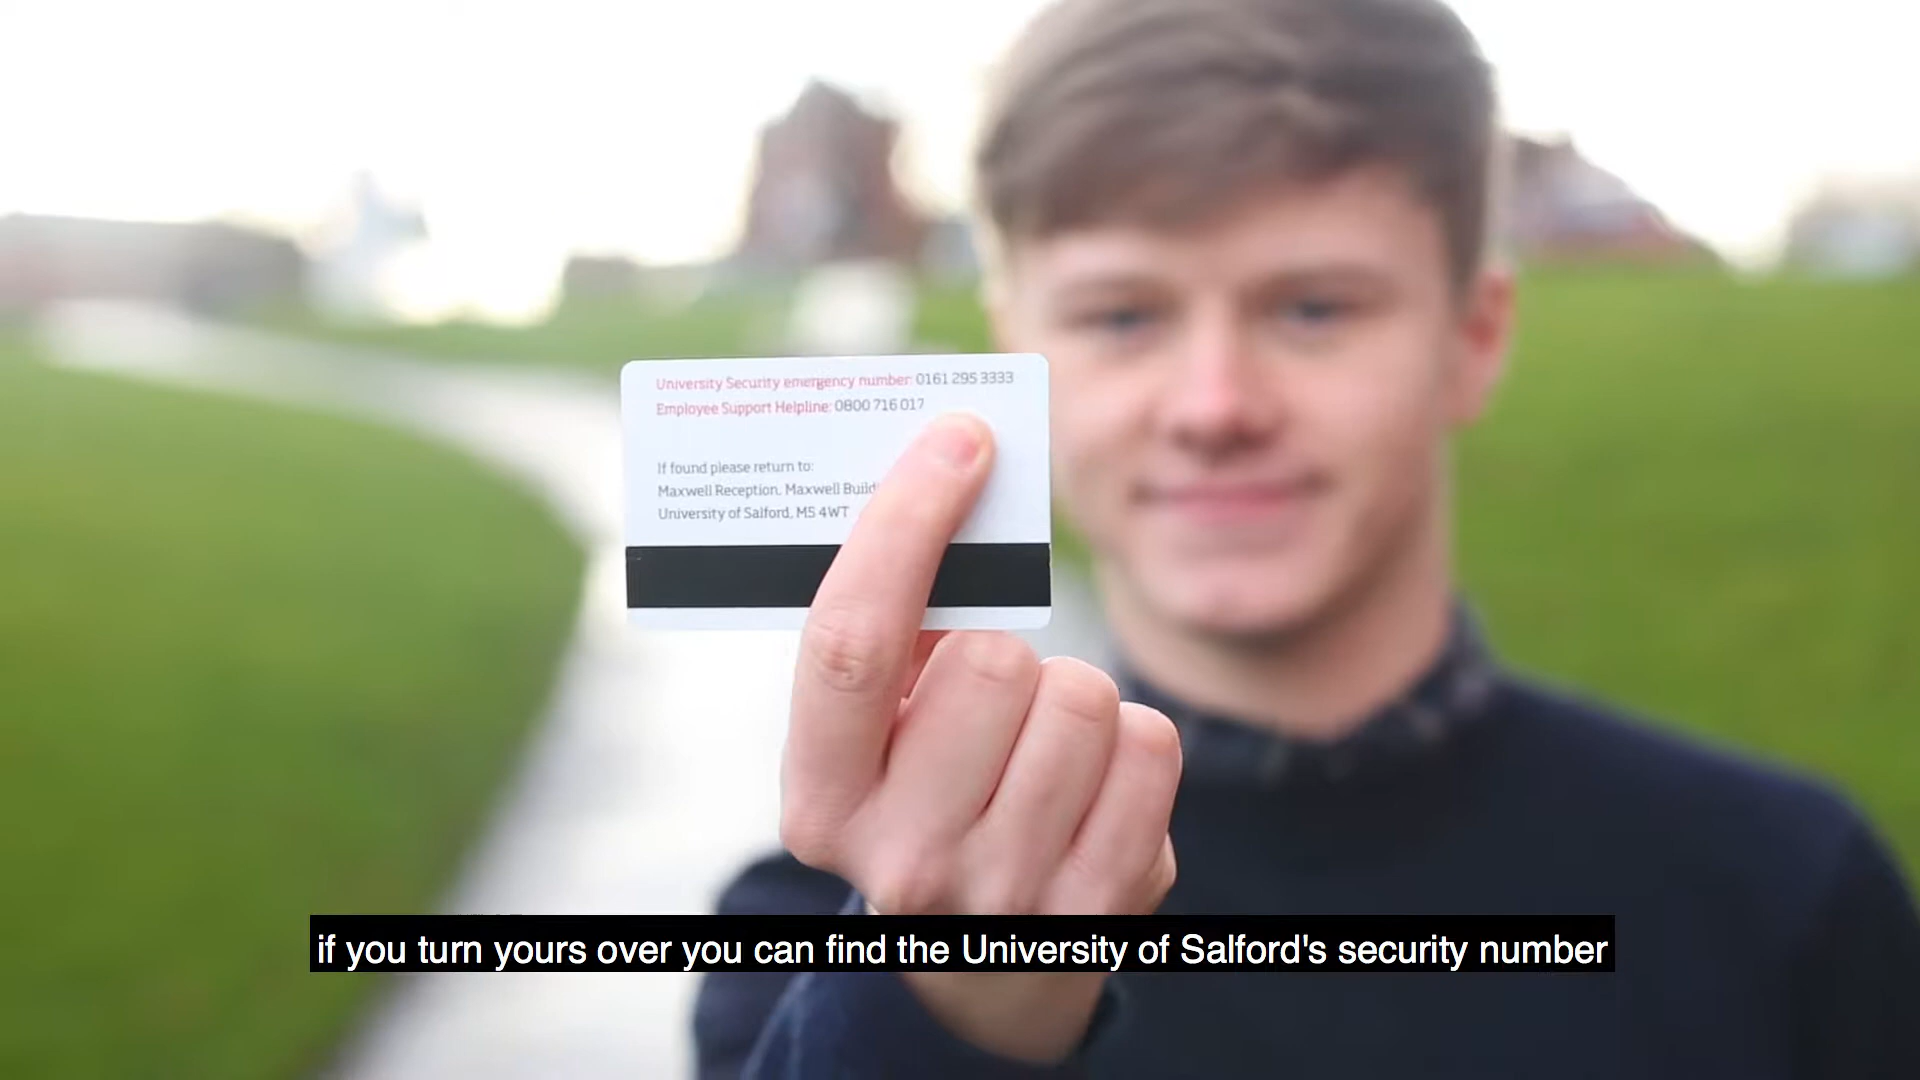 University Security emergency number: 0161 295 3333
Employee Support Helpline: 0800 716 017
If found please return to:
Maxwell Reception, Maxwell Build
University of Salford, M5 4WT
if you turn yours over you can find the University of Salford's security number